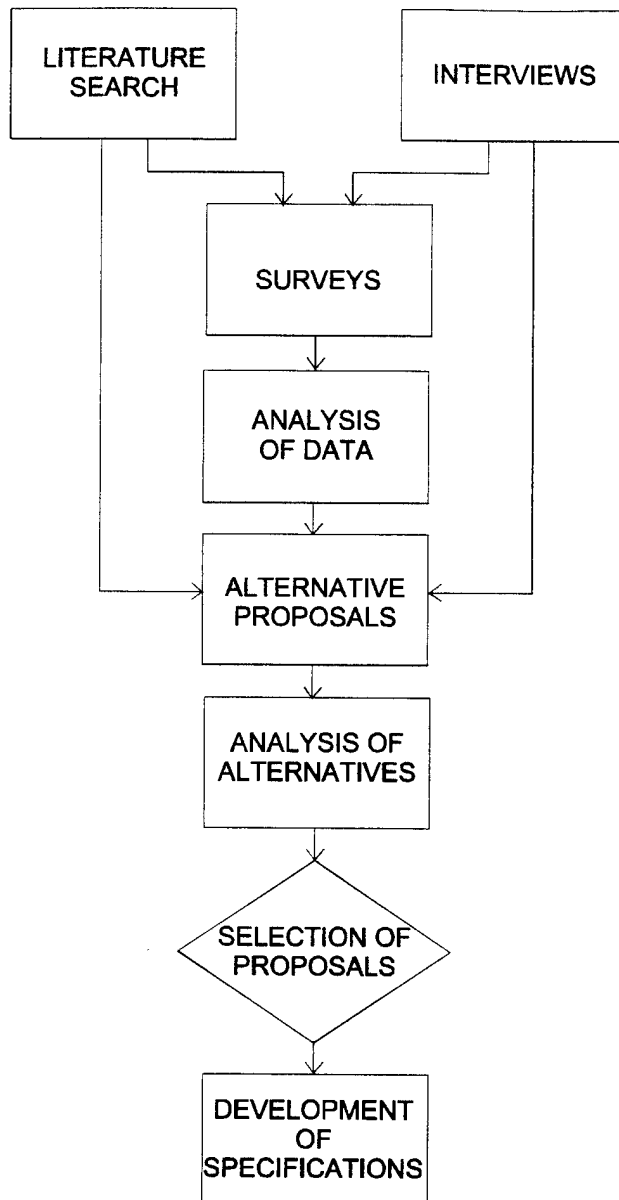 LITERATURE
SEARCH
INTERVIEWS
SURVEYS
ANALYSIS
OF DATA
ALTERNATIVE
PROPOSALS
ANALYSIS OF
ALTERNATIVES
SELECTION OF
PROPOSALS
DEVELOPMENT
OF
SPECIFICATIONS